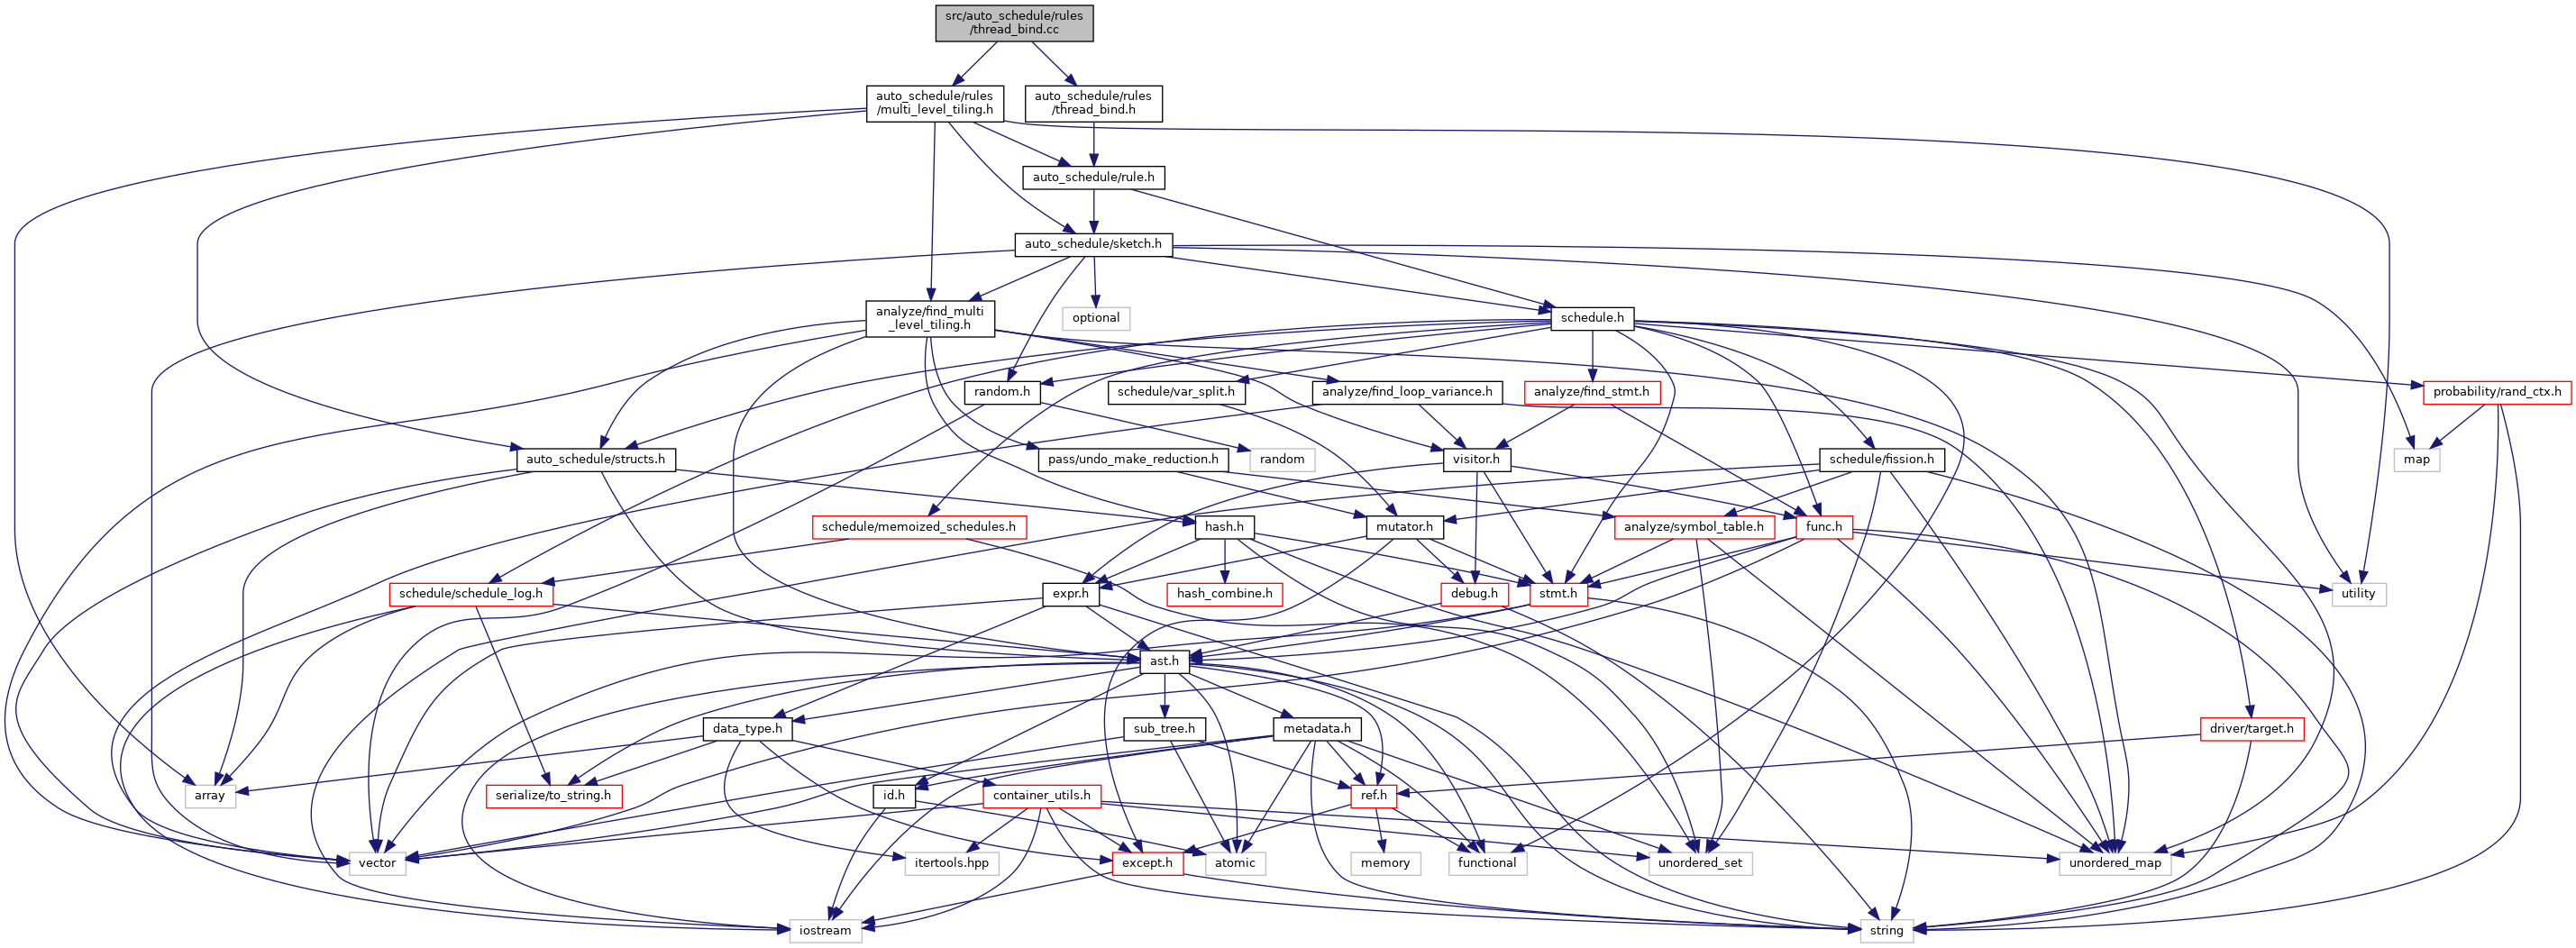 src/auto_schedule/rules
/thread_bind.cc
auto_schedule/rules
/multi_level_tiling.h
auto_schedule/rules
/thread_bind.h
auto_schedule/rule.h
auto_schedule/sketch.h
analyze/find_multi
_level_tiling.h
optional
schedule.h
random.h
schedule/var_split.h
analyze/find_loop_variance.h
analyze/find_stmt.h
probability/rand_ctx.h
auto_schedule/structs.h
pass/undo_make_reduction.h
random
visitor.h
schedule/fission.h
map
schedule/memoized_schedules.h
hash.h
mutator.h
analyze/symbol_table.h
func.h
schedule/schedule_log.h
expr.h
hash_combine.h
debug.h
stmt.h
utility
ast.h
data_type.h
sub_tree.h
metadata.h
driver/target.h
array
serialize/to_string.h
id.h
container_utils.h
ref.h
vector
itertools.hpp
except.h
atomic
memory
functional
unordered_set
unordered_map
iostream
string